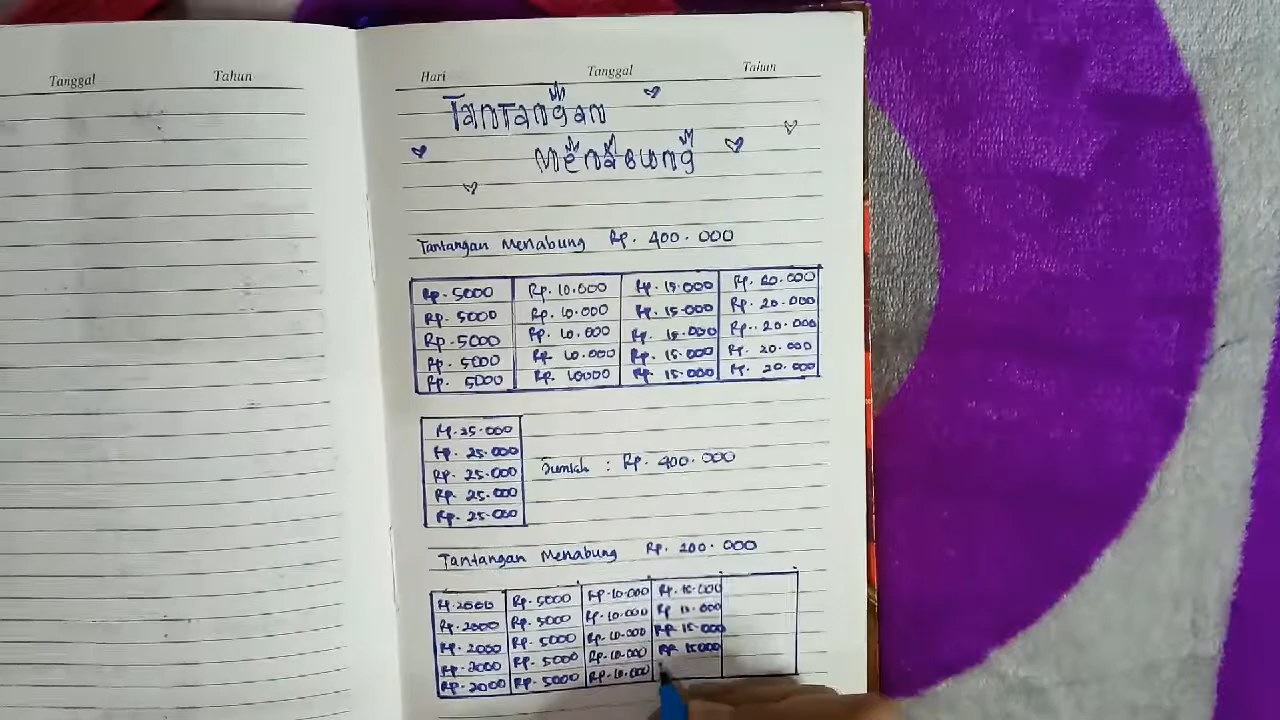 Tanggal Tahun
Hari Tanggal Tahun
Tantangan
Menabung
Tantangan Menabung Rp. 400.000
Rp. 5000 Rp. 10.000 Rp. 15.000 Rp. 20.000
Rp. 5000 Rp. 10.000 Rp. 15.000 Rp. 20.000
Rp. 5000 Rp. 10.000 Rp. 15.000 Rp. 20.000
Rp. 5000 Rp. 10.000 Rp. 15.000 Rp. 20.000
Rp. 5000 Rp. 10000 Rp. 15.000 Rp. 20.000
Rp. 25.000
Rp. 25.000
Rp. 25.000
Rp. 25.000
Rp. 25.000
Jumlah : Rp. 400.000
Tantangan Menabung Rp. 200.000
Rp. 2000 Rp. 5000 Rp. 10.000 Rp. 15.000
Rp. 2000 Rp. 5000 Rp. 10.000 Rp. 15.000
Rp. 2000 Rp. 5000 Rp. 10.000 Rp. 15.000
Rp. 2000 Rp. 5000 Rp. 10.000 Rp. 15000
Rp. 2000 Rp. 5000 Rp. 10.000